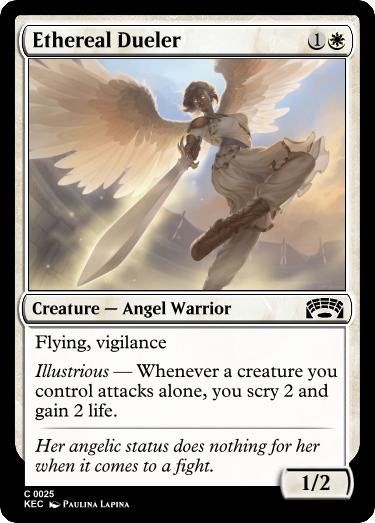 Ethereal Dueler 1
Creature — Angel Warrior
Flying, vigilance
Illustrious — Whenever a creature you
control attacks alone, you scry 2 and
gain 2 life.
Her angelic status does nothing for her
when it comes to a fight.
1/2
C 0025
KEC Paulina Lapina